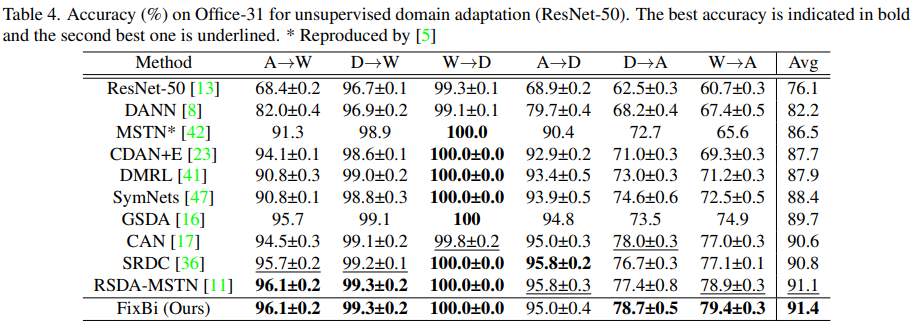 Table 4. Accuracy (%) on Office-31 for unsupervised domain adaptation (ResNet-50). The best accuracy is indicated in bold
and the second best one is underlined. * Reproduced by [5]
Method A→W D→W W→D A→D D→A W→A Avg
ResNet-50 [13] 68.4±0.2 96.7±0.1 99.3±0.1 68.9±0.2 62.5±0.3 60.7±0.3 76.1
DANN [8] 82.0±0.4 96.9±0.2 99.1±0.1 79.7±0.4 68.2±0.4 67.4±0.5 82.2
MSTN* [42] 91.3 98.9 100.0 90.4 72.7 65.6 86.5
CDAN+E [23] 94.1±0.1 98.6±0.1 100.0±0.0 92.9±0.2 71.0±0.3 69.3±0.3 87.7
DMRL [41] 90.8±0.3 99.0±0.2 100.0±0.0 93.4±0.5 73.0±0.3 71.2±0.3 87.9
SymNets [47] 90.8±0.1 98.8±0.3 100.0±0.0 93.9±0.5 74.6±0.6 72.5±0.5 88.4
GSDA [16] 95.7 99.1 100 94.8 73.5 74.9 89.7
CAN [17] 94.5±0.3 99.1±0.2 99.8±0.2 95.0±0.3 78.0±0.3 77.0±0.3 90.6
SRDC [36] 95.7±0.2 99.2±0.1 100.0±0.0 95.8±0.2 76.7±0.3 77.1±0.1 90.8
RSDA-MSTN [11] 96.1±0.2 99.3±0.2 100.0±0.0 95.8±0.3 77.4±0.8 78.9±0.3 91.1
FixBi (Ours) 96.1±0.2 99.3±0.2 100.0±0.0 95.0±0.4 78.7±0.5 79.4±0.3 91.4